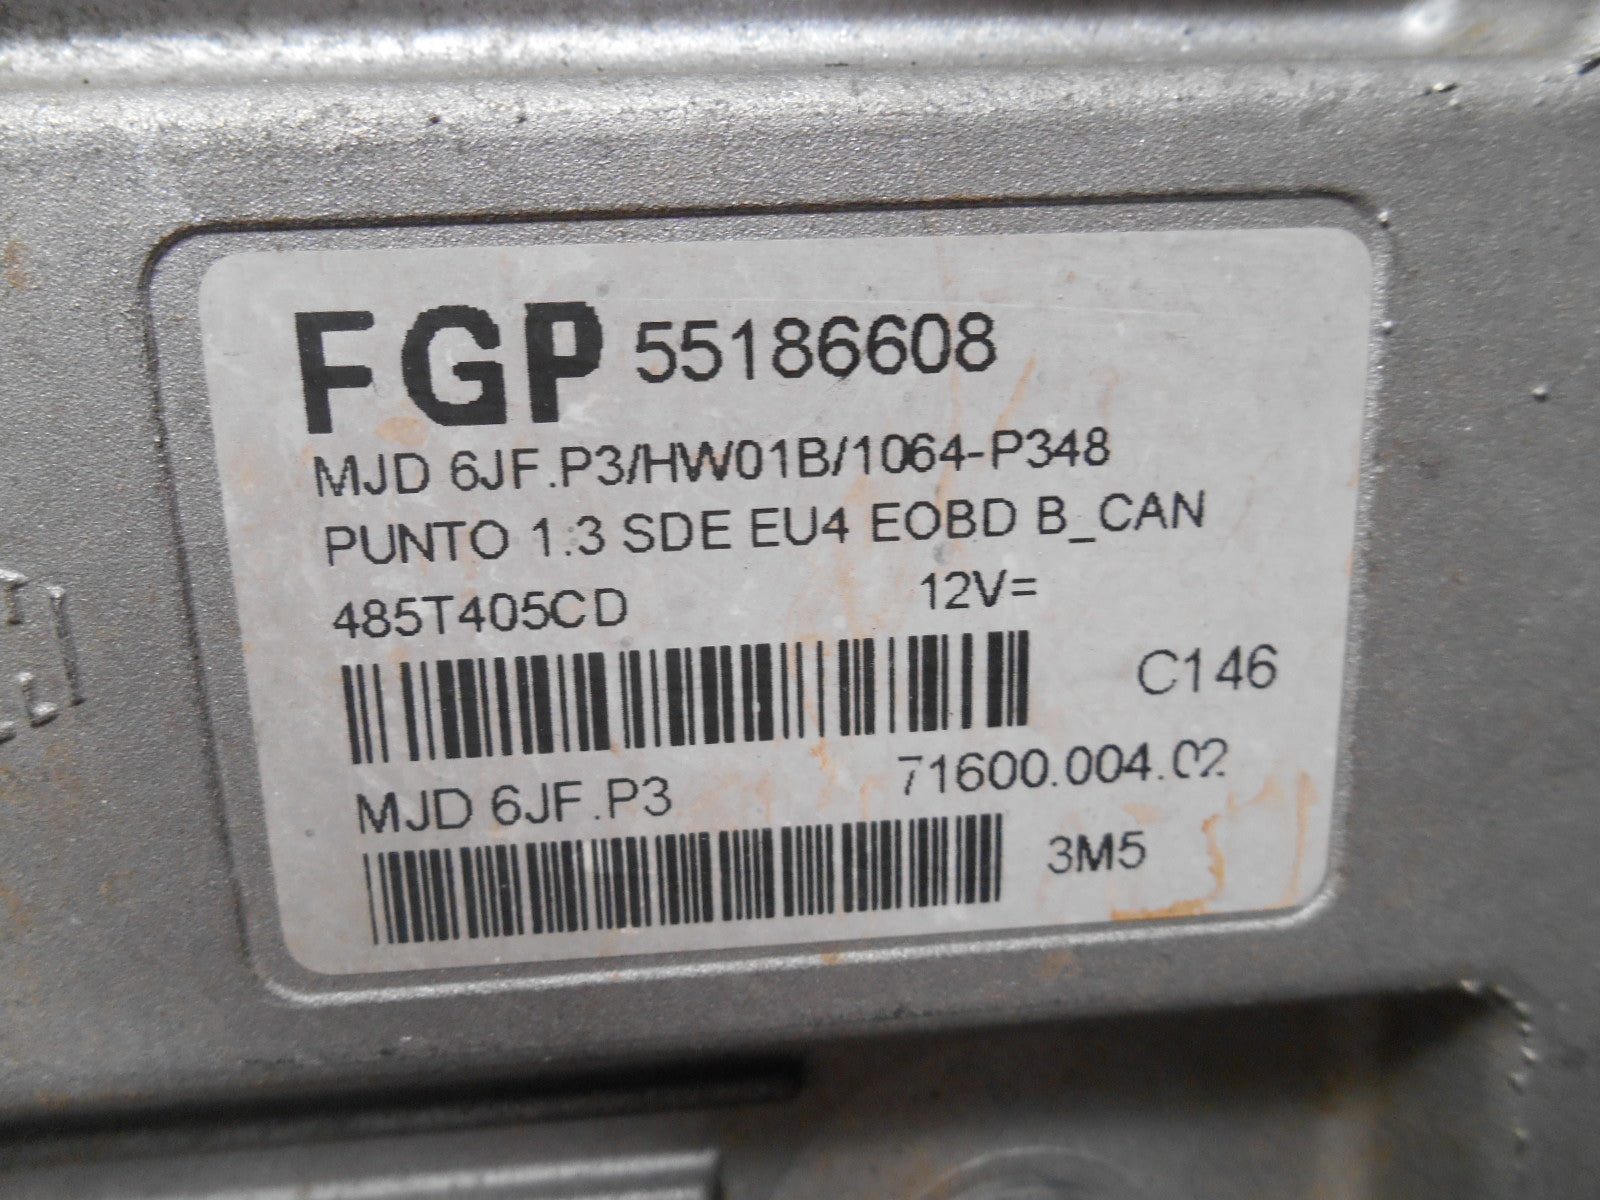 FGP 55186608
MJD 6JF.P3/HW01B/1064-P348
PUNTO 1.3 SDE EU4 EOBD B_CAN
485T405CD 12V=
C146
MJD 6JF.P3 71600.004.02
3M5